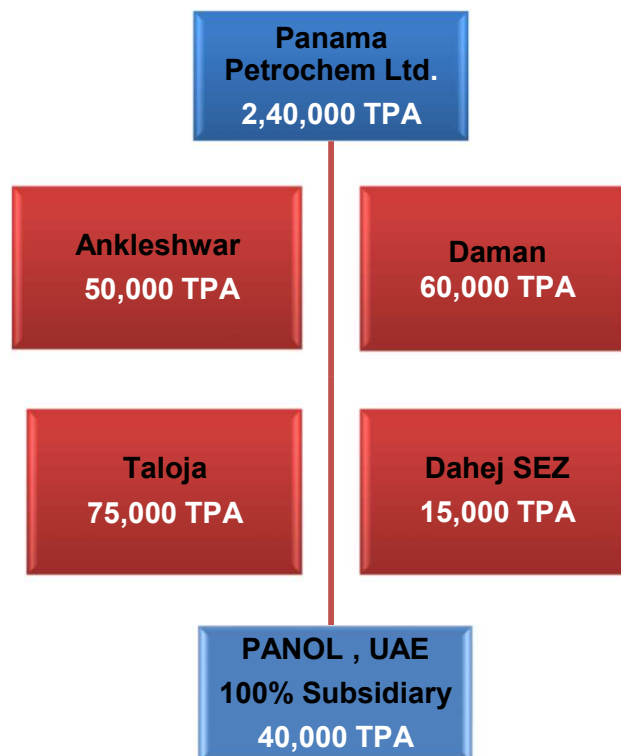 Panama
Petrochem Ltd.
2,40,000 TPA
Ankleshwar
50,000 TPA
Daman
60,000 TPA
Taloja
75,000 TPA
Dahej SEZ
15,000 TPA
PANOL , UAE
100% Subsidiary
40,000 TPA